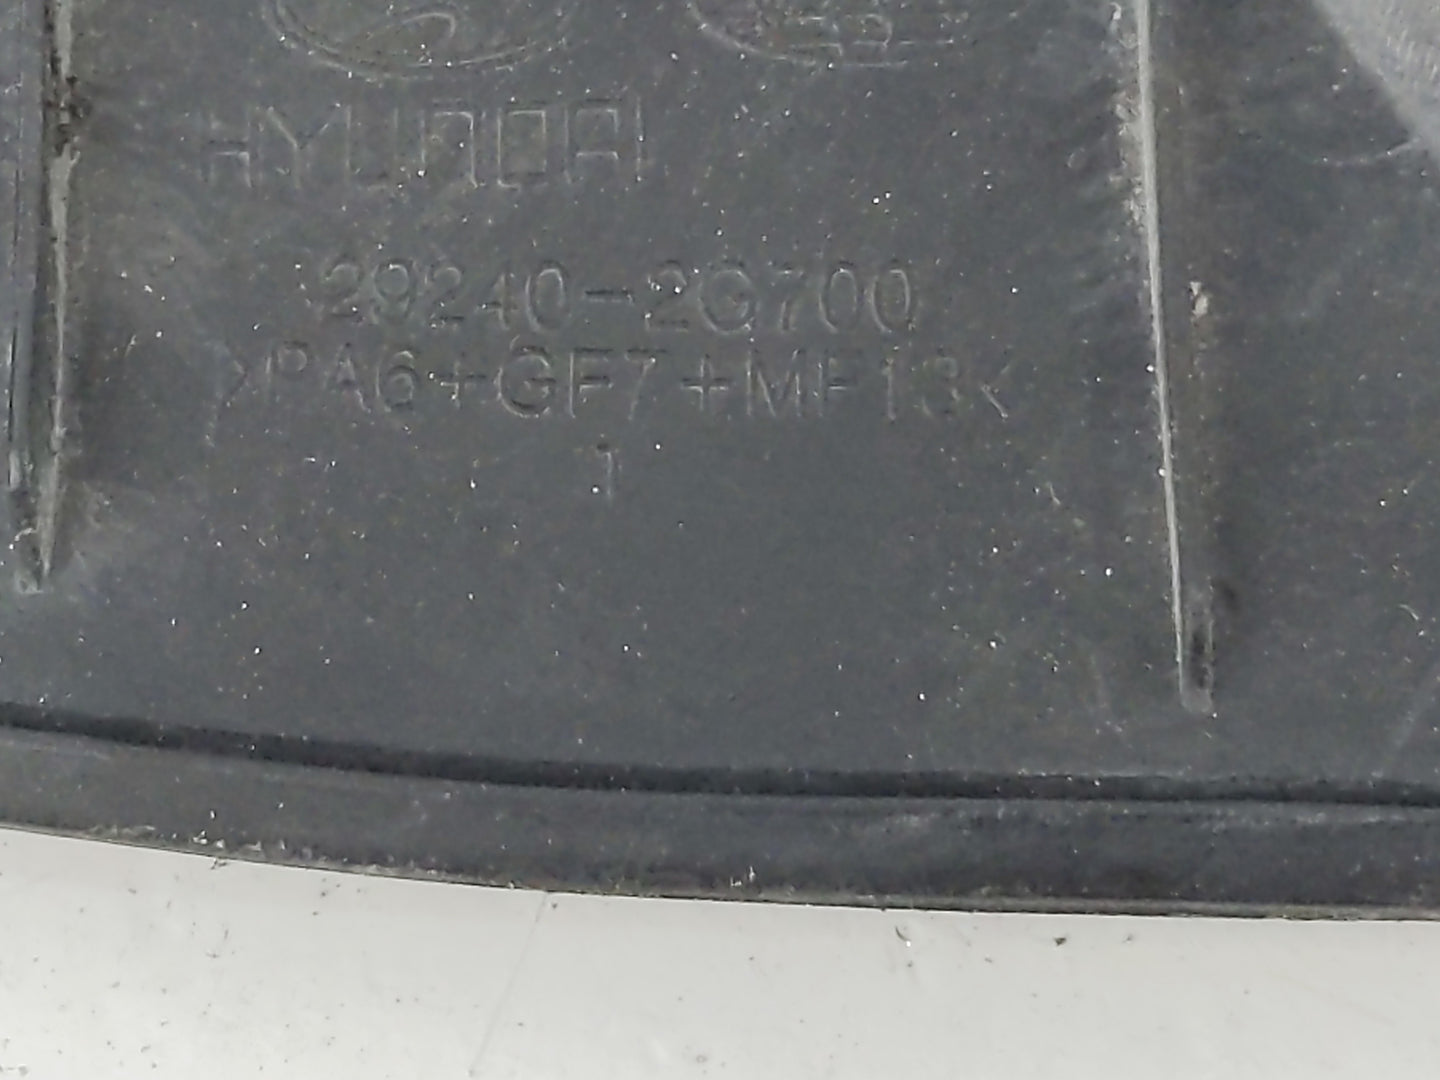 HYUNDAI
29240-2G700
>PA6+GF7+MF13<
1